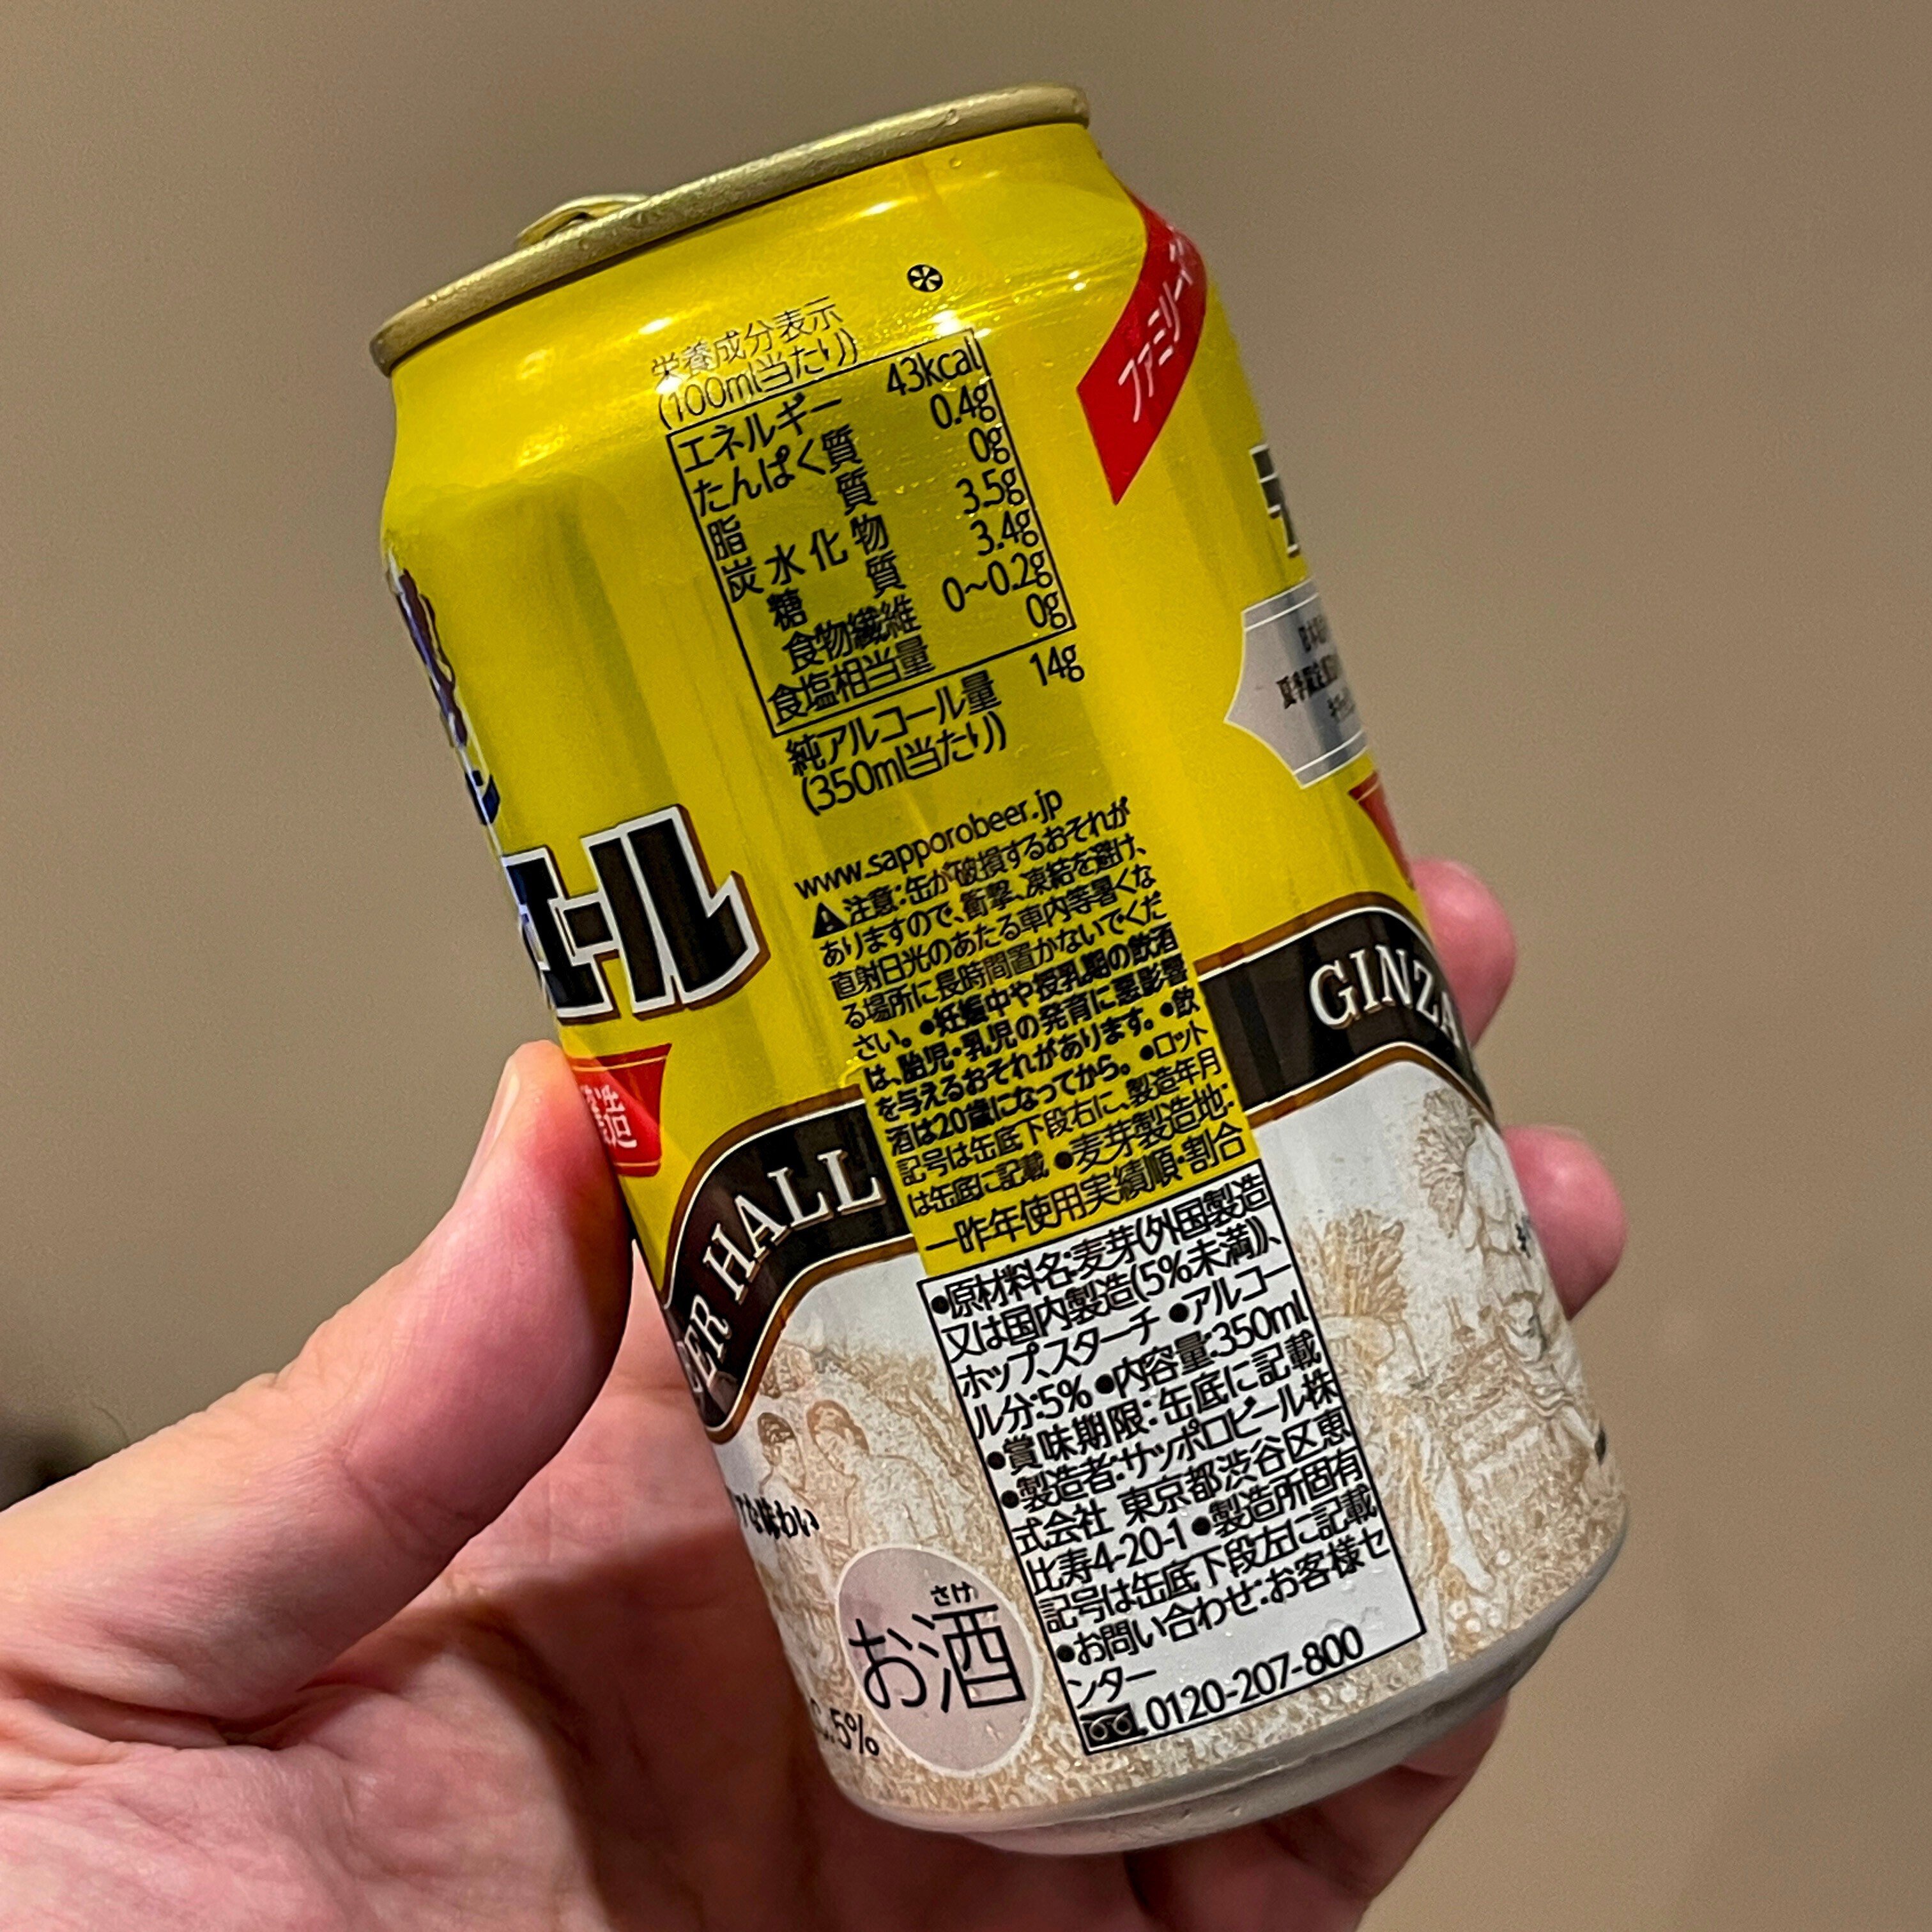 栄養成分表示
(100ml当たり)
エネルギー 43kcal
たんぱく質 0.4g
脂質 0g
炭水化物 3.5g
糖質 3.4g
食物繊維 0~0.2g
食塩相当量 0g
純アルコール量 14g
(350ml当たり)
www.sapporobeer.jp
⚠注意:缶が破損するおそれが
ありますので、衝撃、凍結を避け、
直射日光のあたる車内等暑くな
る場所に長時間置かないでくだ
さい。●妊娠中や授乳期の飲酒
は、胎児・乳児の発育に悪影響
を与えるおそれがあります。●飲
酒は20歳になってから。●ロット
記号は缶底下段右に、製造年月
は缶底に記載 ●麦芽製造地:
一昨年使用実績順・割合
●原材料名:麦芽(外国製造
又は国内製造(5%未満))、
ホップ、スターチ ●アルコー
ル分:5% ●内容量:350ml
●賞味期限:缶底に記載
●製造者:サッポロビール株
式会社 東京都渋谷区恵
比寿4-20-1 ●製造所固有
記号は缶底下段左に記載
●お問い合わせ:お客様セ
ンター
0120-207-800
ファミリー
エール
造
HALL
GINZA
な味わい
さけ
お酒
5%